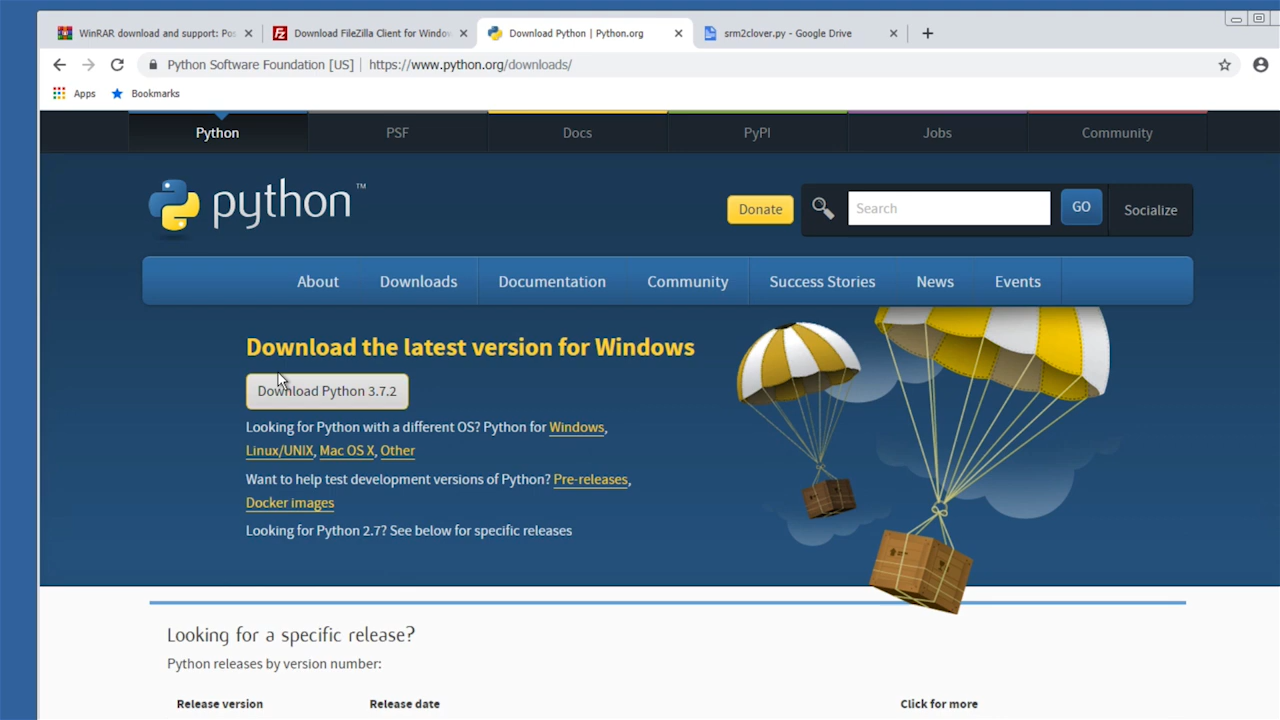 WinRAR download and support: Pos
Download FileZilla Client for Window
Download Python | Python.org
srm2clover.py - Google Drive
Python Software Foundation [US]
https://www.python.org/downloads/
Apps
Bookmarks
Python
PSF
Docs
PyPI
Jobs
Community
python™
Donate
Search
GO
Socialize
About
Downloads
Documentation
Community
Success Stories
News
Events
Download the latest version for Windows
Download Python 3.7.2
Looking for Python with a different OS? Python for Windows,
Linux/UNIX, Mac OS X, Other
Want to help test development versions of Python? Pre-releases,
Docker images
Looking for Python 2.7? See below for specific releases
Looking for a specific release?
Python releases by version number:
Release version
Release date
Click for more